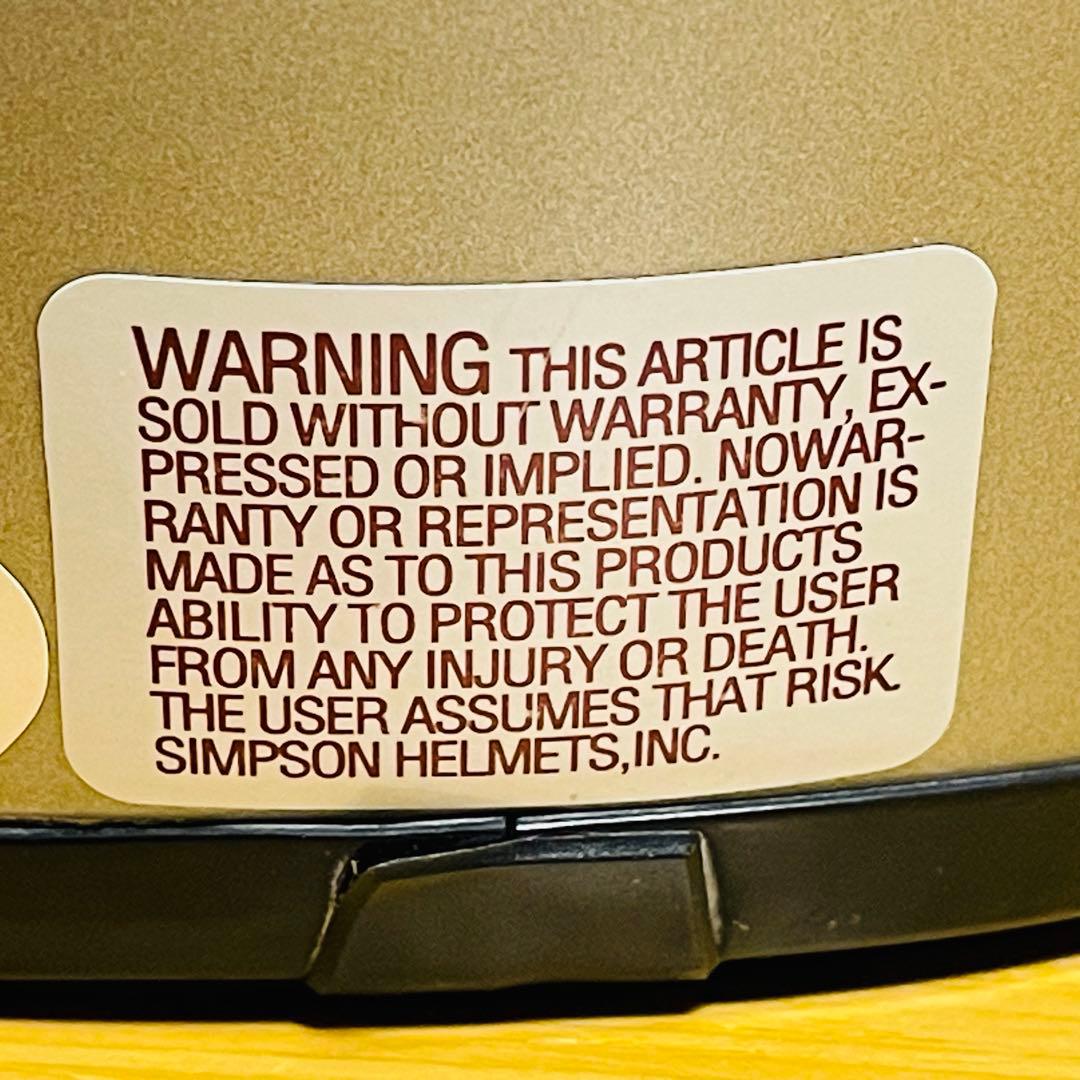 WARNING THIS ARTICLE IS
SOLD WITHOUT WARRANTY, EX-
PRESSED OR IMPLIED. NOWAR-
RANTY OR REPRESENTATION IS
MADE AS TO THIS PRODUCTS
ABILITY TO PROTECT THE USER
FROM ANY INJURY OR DEATH.
THE USER ASSUMES THAT RISK.
SIMPSON HELMETS,INC.